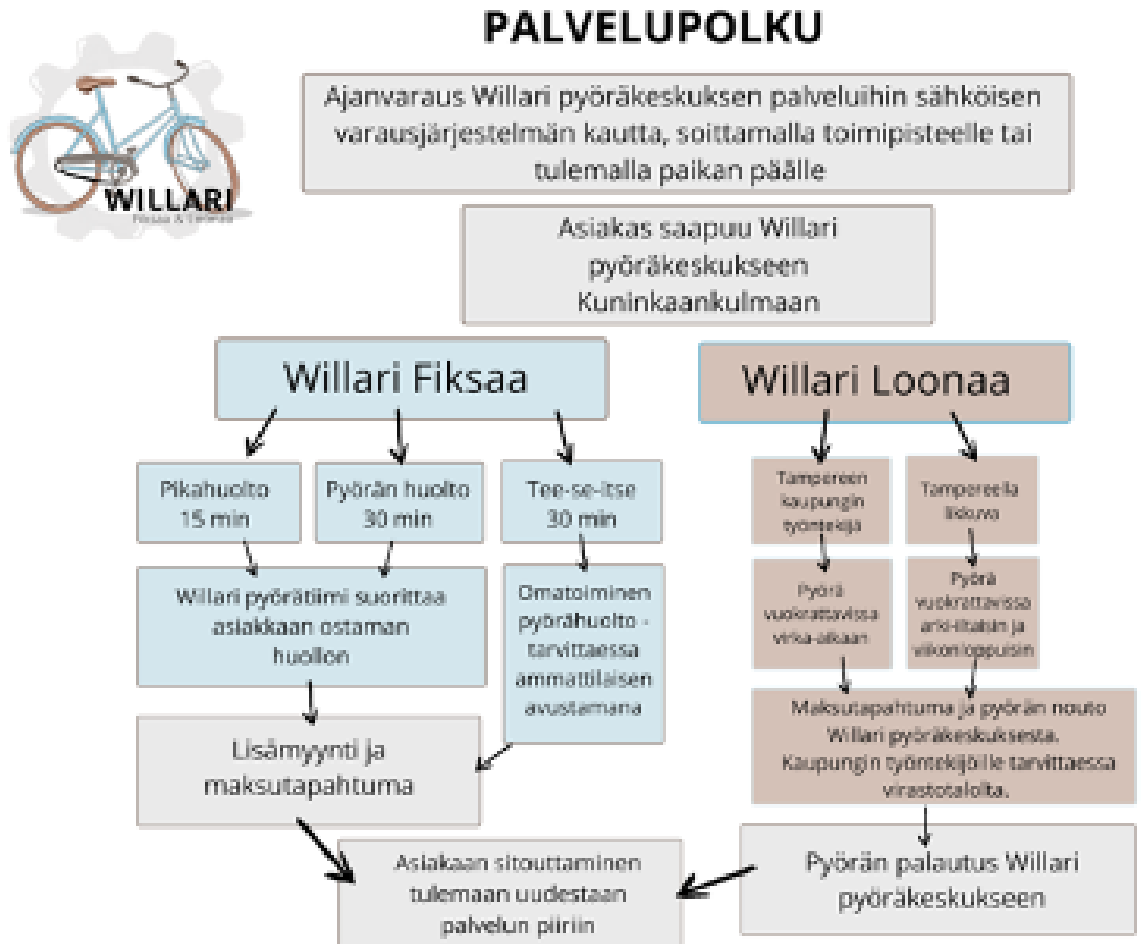 PALVELUPOLKU
WILLARI
Fiksaa & Loonaa
Ajanvaraus Willari pyöräkeskuksen palveluihin sähköisen
varausjärjestelmän kautta, soittamalla toimipisteelle tai
tulemalla paikan päälle
Asiakas saapuu Willari
pyöräkeskukseen
Kuninkaankulmaan
Willari Fiksaa
Pikahuolto
15 min
Pyörän huolto
30 min
Tee-se-itse
30 min
Willari pyörätiimi suorittaa
asiakkaan ostaman
huollon
Omatoiminen
pyörähuolto -
tarvittaessa
ammattilaisen
avustamana
Lisämyynti ja
maksutapahtuma
Willari Loonaa
Tampereen
kaupungin
työntekijä
Tampereella
liikkuva
Pyörä
vuokrattavissa
virka-aikaan
Pyörä
vuokrattavissa
arki-iltaisin ja
viikonloppuisin
Maksutapahtuma ja pyörän nouto
Willari pyöräkeskuksesta.
Kaupungin työntekijöille tarvittaessa
virastotalolta.
Pyörän palautus Willari
pyöräkeskukseen
Asiakaan sitouttaminen
tulemaan uudestaan
palvelun piiriin